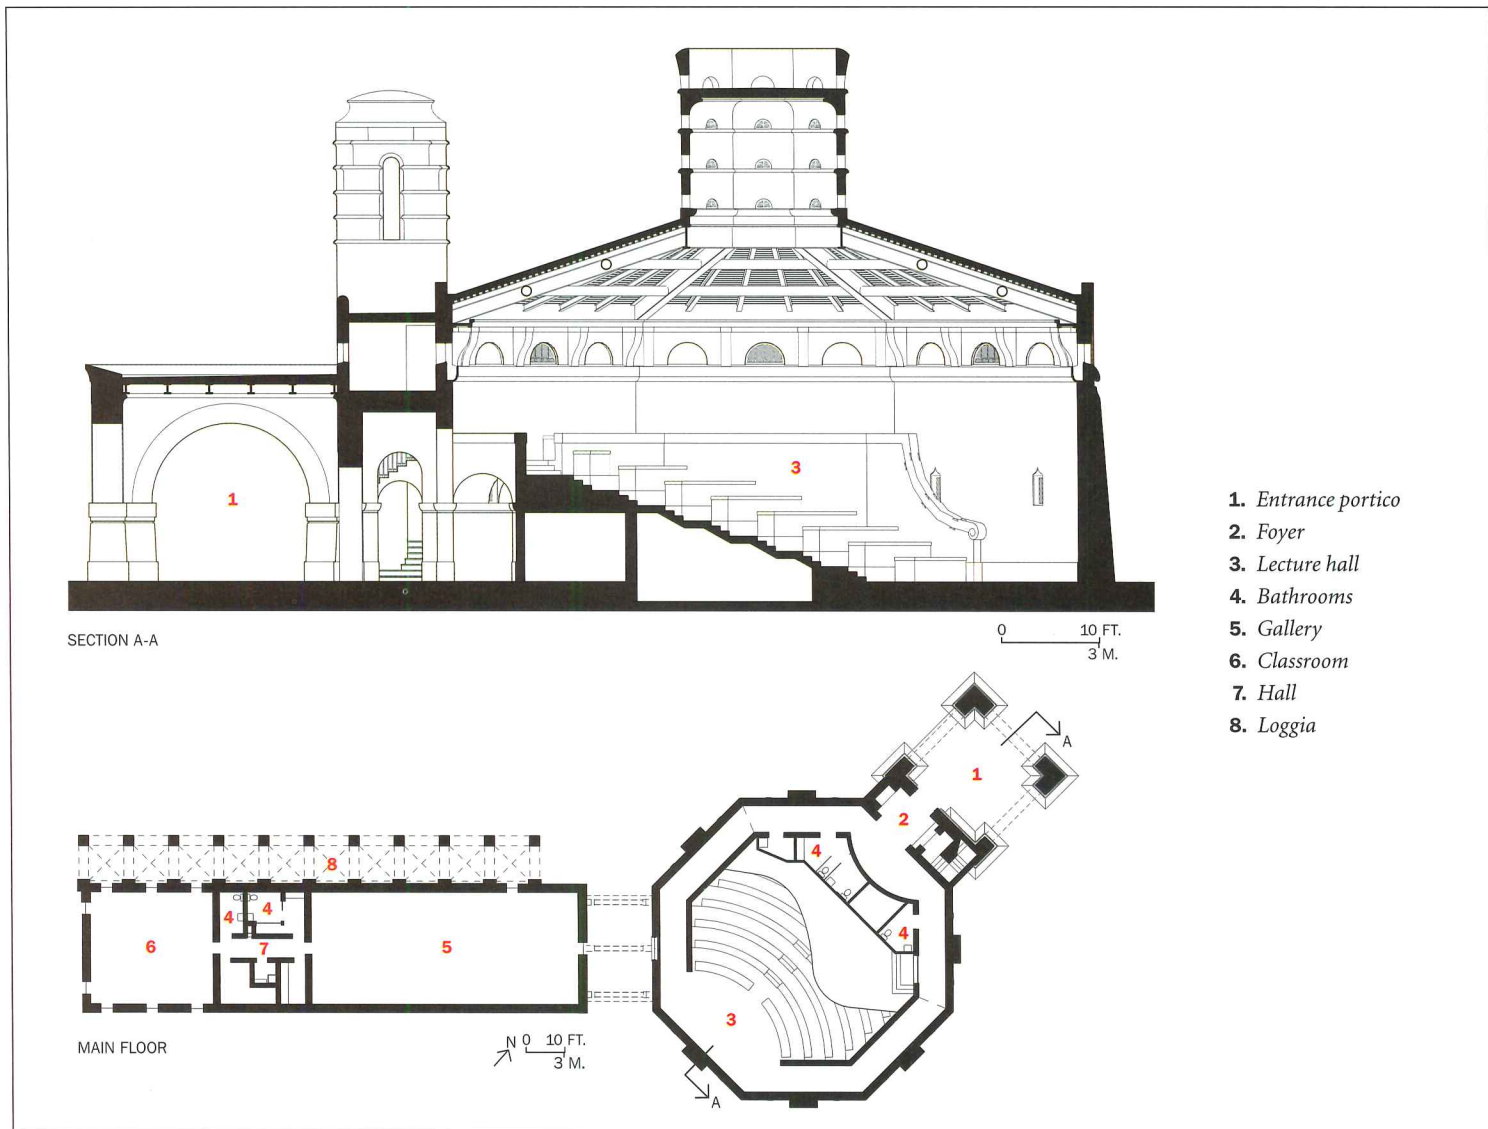 1
3
SECTION A-A
0 10 FT.
3 M.
1. Entrance portico
2. Foyer
3. Lecture hall
4. Bathrooms
5. Gallery
6. Classroom
7. Hall
8. Loggia
A
1
2
8
4
4
4
4
6
7
5
3
MAIN FLOOR
N 0 10 FT.
3 M.
A